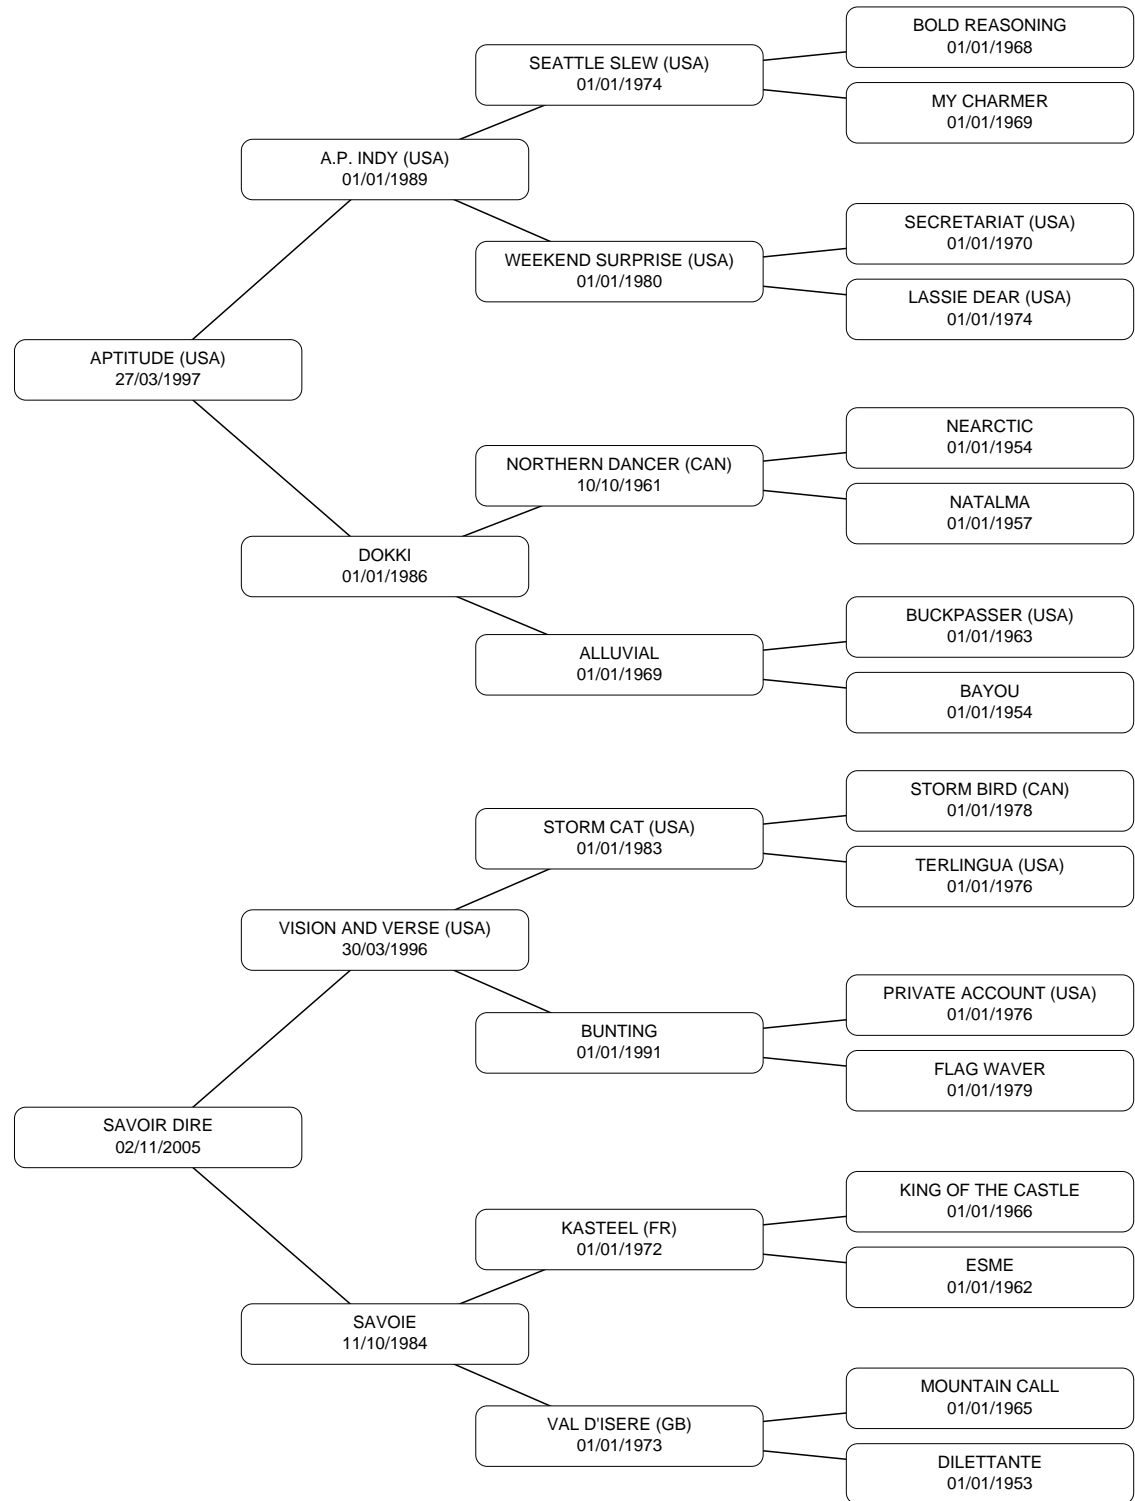 BOLD REASONING
01/01/1968
SEATTLE SLEW (USA)
01/01/1974
MY CHARMER
01/01/1969
A.P. INDY (USA)
01/01/1989
SECRETARIAT (USA)
01/01/1970
WEEKEND SURPRISE (USA)
01/01/1980
LASSIE DEAR (USA)
01/01/1974
APTITUDE (USA)
27/03/1997
NEARCTIC
01/01/1954
NORTHERN DANCER (CAN)
10/10/1961
NATALMA
01/01/1957
DOKKI
01/01/1986
BUCKPASSER (USA)
01/01/1963
ALLUVIAL
01/01/1969
BAYOU
01/01/1954
STORM BIRD (CAN)
01/01/1978
STORM CAT (USA)
01/01/1983
TERLINGUA (USA)
01/01/1976
VISION AND VERSE (USA)
30/03/1996
PRIVATE ACCOUNT (USA)
01/01/1976
BUNTING
01/01/1991
FLAG WAVER
01/01/1979
SAVOIR DIRE
02/11/2005
KING OF THE CASTLE
01/01/1966
KASTEEL (FR)
01/01/1972
ESME
01/01/1962
SAVOIE
11/10/1984
MOUNTAIN CALL
01/01/1965
VAL D'ISERE (GB)
01/01/1973
DILETTANTE
01/01/1953